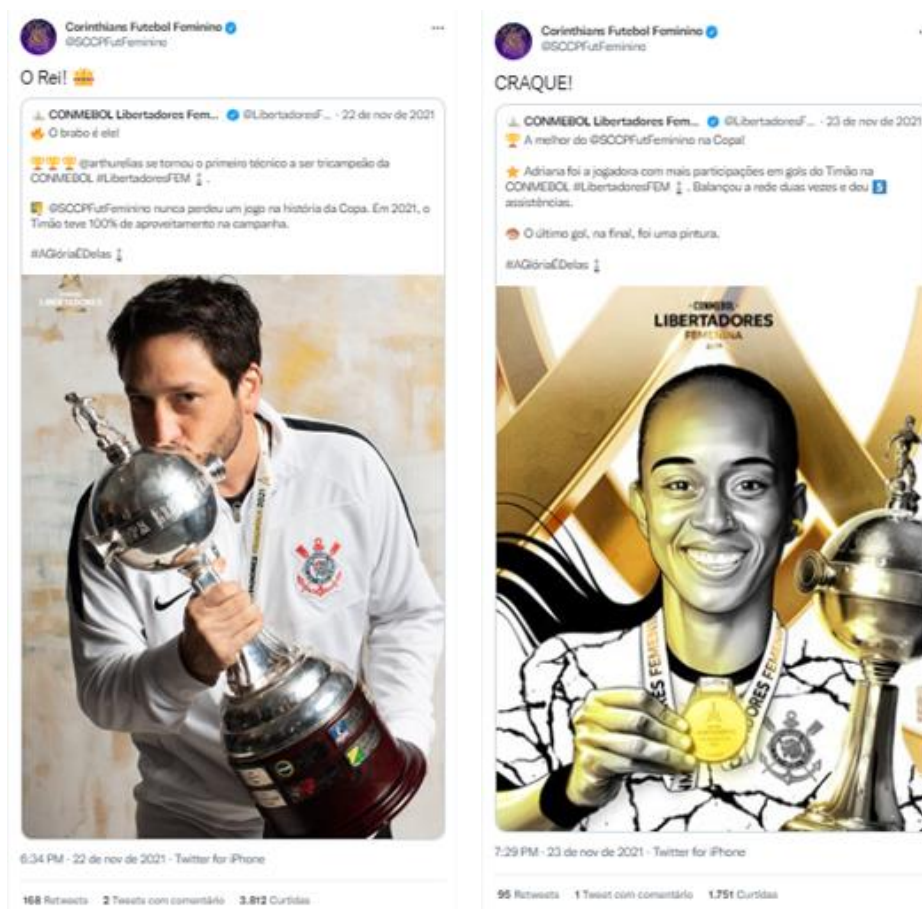 Corinthians Futebol Feminino
@SCCPFutFeminino
O Rei!
CONMEBOL Libertadores Fem... @LibertadoresF... · 22 de nov de 2021
O brabo é ele!
@arthurelias se tornou o primeiro técnico a ser tricampeão da
CONMEBOL #LibertadoresFEM .
@SCCPFutFeminino nunca perdeu um jogo na história da Copa. Em 2021, o
Timão teve 100% de aproveitamento na campanha.
#AGlóriaÉDelas
6:34 PM · 22 de nov de 2021 · Twitter for iPhone
168 Retweets 2 Tweets com comentário 3.812 Curtidas
Corinthians Futebol Feminino
@SCCPFutFeminino
CRAQUE!
CONMEBOL Libertadores Fem... @LibertadoresF... · 23 de nov de 2021
A melhor do @SCCPFutFeminino na Copa!
Adriana foi a jogadora com mais participações em gols do Timão na
CONMEBOL #LibertadoresFEM . Balançou a rede duas vezes e deu 5
assistências.
O último gol, na final, foi uma pintura.
#AGlóriaÉDelas
·CONMEBOL·
LIBERTADORES
FEMENINA
7:29 PM · 23 de nov de 2021 · Twitter for iPhone
95 Retweets 1 Tweet com comentário 1.751 Curtidas